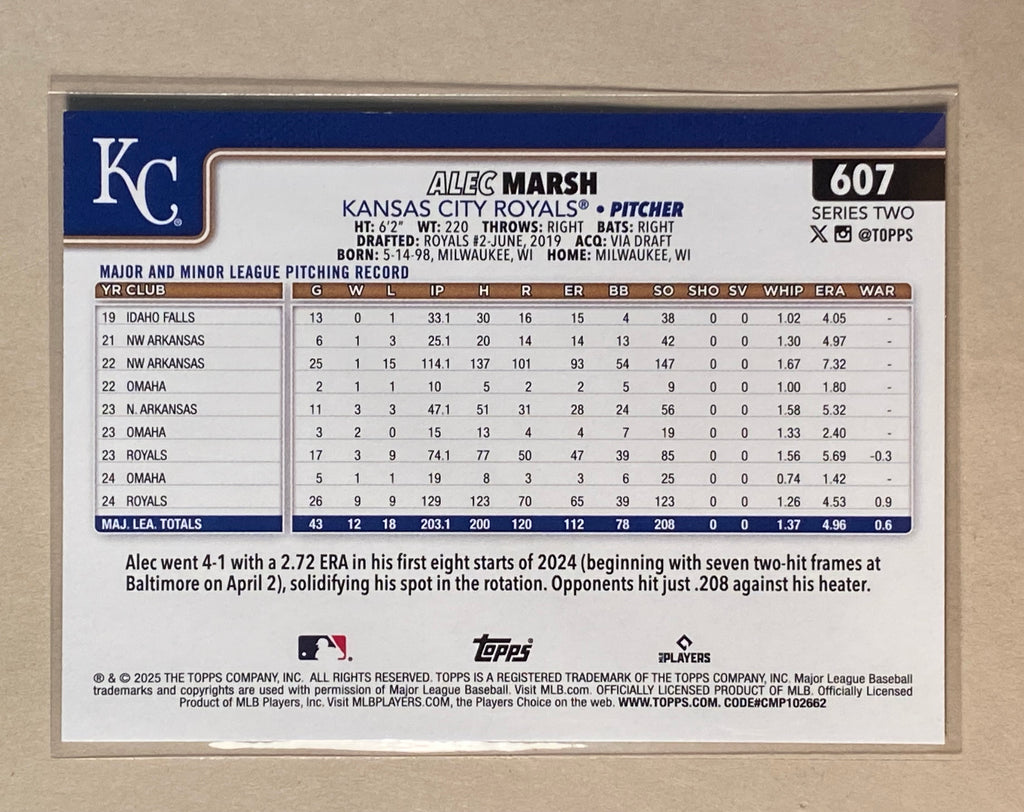 KC
607
ALEC MARSH
KANSAS CITY ROYALS® • PITCHER
SERIES TWO
HT: 6'2" WT: 220 THROWS: RIGHT BATS: RIGHT
@TOPPS
DRAFTED: ROYALS #2-JUNE, 2019 ACQ: VIA DRAFT
BORN: 5-14-98, MILWAUKEE, WI HOME: MILWAUKEE, WI
MAJOR AND MINOR LEAGUE PITCHING RECORD
YR CLUB G W L IP H R ER BB SO SHO SV WHIP ERA WAR
19 IDAHO FALLS 13 0 1 33.1 30 16 15 4 38 0 0 1.02 4.05 -
21 NW ARKANSAS 6 1 3 25.1 20 14 14 13 42 0 0 1.30 4.97 -
22 NW ARKANSAS 25 1 15 114.1 137 101 93 54 147 0 0 1.67 7.32 -
22 OMAHA 2 1 1 10 5 2 2 5 9 0 0 1.00 1.80 -
23 N. ARKANSAS 11 3 3 47.1 51 31 28 24 56 0 0 1.58 5.32 -
23 OMAHA 3 2 0 15 13 4 4 7 19 0 0 1.33 2.40 -
23 ROYALS 17 3 9 74.1 77 50 47 39 85 0 0 1.56 5.69 -0.3
24 OMAHA 5 1 1 19 8 3 3 6 25 0 0 0.74 1.42 -
24 ROYALS 26 9 9 129 123 70 65 39 123 0 0 1.26 4.53 0.9
MAJ. LEA. TOTALS 43 12 18 203.1 200 120 112 78 208 0 0 1.37 4.96 0.6
Alec went 4-1 with a 2.72 ERA in his first eight starts of 2024 (beginning with seven two-hit frames at
Baltimore on April 2), solidifying his spot in the rotation. Opponents hit just .208 against his heater.
Topps
PLAYERS
® & © 2025 THE TOPPS COMPANY, INC. ALL RIGHTS RESERVED. TOPPS IS A REGISTERED TRADEMARK OF THE TOPPS COMPANY, INC. Major League Baseball
trademarks and copyrights are used with permission of Major League Baseball. Visit MLB.com. OFFICIALLY LICENSED PRODUCT OF MLB. Officially Licensed
Product of MLB Players, Inc. Visit MLBPLAYERS.COM, the Players Choice on the web. WWW.TOPPS.COM. CODE#CMP102662